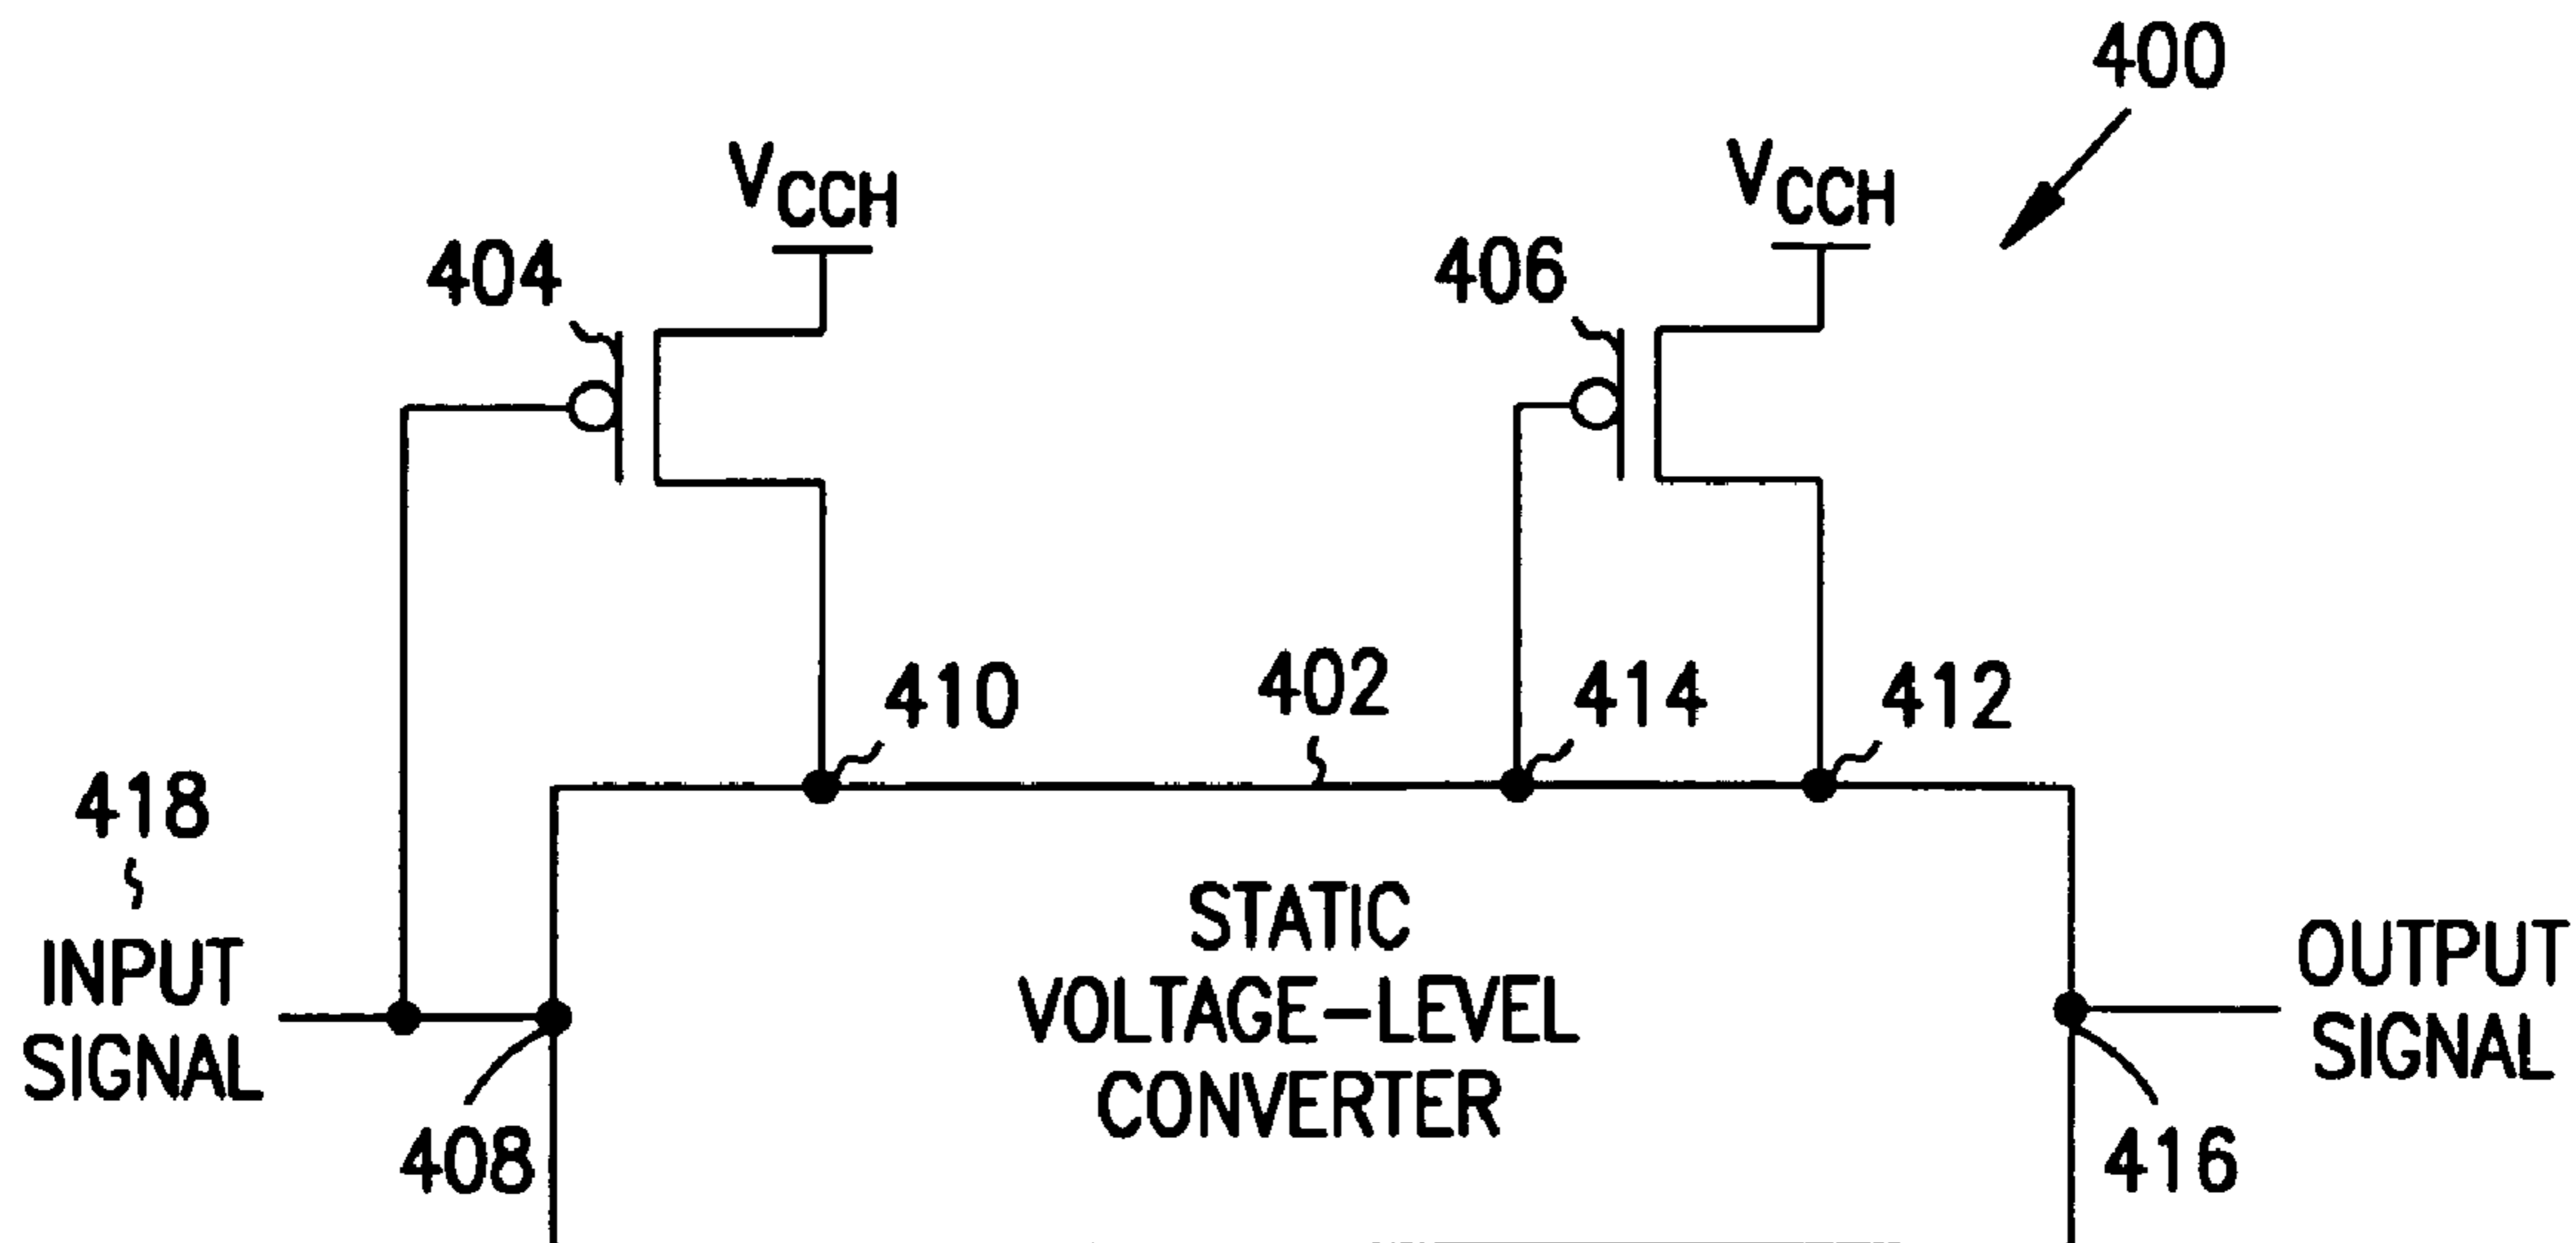 400
VCCH
VCCH
404
406
410
402
414
412
418
INPUT
SIGNAL
STATIC
VOLTAGE-LEVEL
CONVERTER
OUTPUT
SIGNAL
408
416